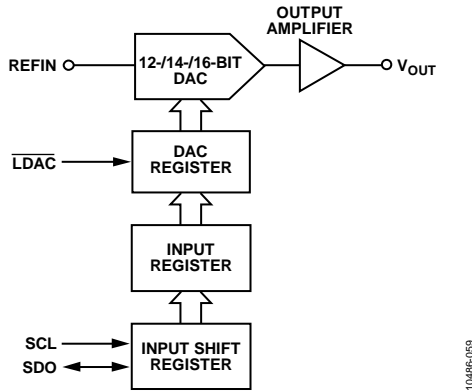 OUTPUT
AMPLIFIER
REFIN
12-/14-/16-BIT
DAC
VOUT
LDAC
DAC
REGISTER
INPUT
REGISTER
SCL
SDO
INPUT SHIFT
REGISTER
10486-059